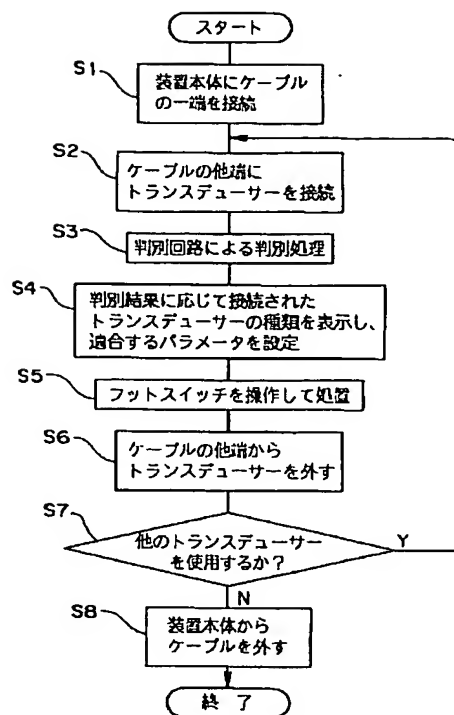 スタート
S1
装置本体にケーブル
の一端を接続
S2
ケーブルの他端に
トランスデューサーを接続
S3
判別回路による判別処理
S4
判別結果に応じて接続された
トランスデューサーの種類を表示し、
適合するパラメータを設定
S5
フットスイッチを操作して処置
S6
ケーブルの他端から
トランスデューサーを外す
S7
他のトランスデューサー
を使用するか?
Y
N
S8
装置本体から
ケーブルを外す
終了